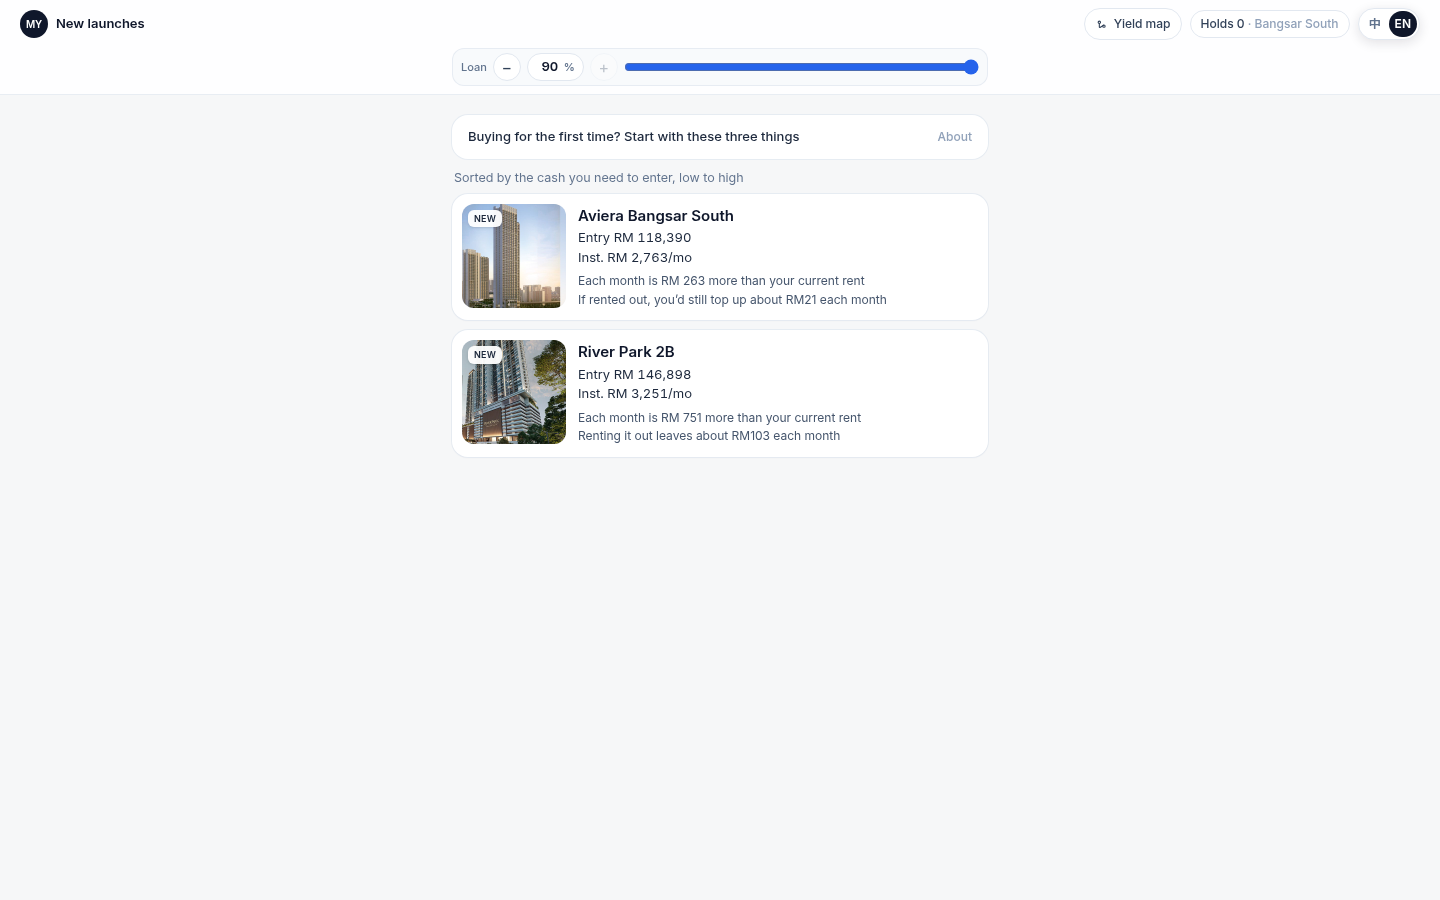 MY New launches
Yield map
Holds 0 · Bangsar South
中 EN
Loan − 90 % +
Buying for the first time? Start with these three things
About
Sorted by the cash you need to enter, low to high
NEW
Aviera Bangsar South
Entry RM 118,390
Inst. RM 2,763/mo
Each month is RM 263 more than your current rent
If rented out, you’d still top up about RM21 each month
NEW
River Park 2B
Entry RM 146,898
Inst. RM 3,251/mo
Each month is RM 751 more than your current rent
Renting it out leaves about RM103 each month